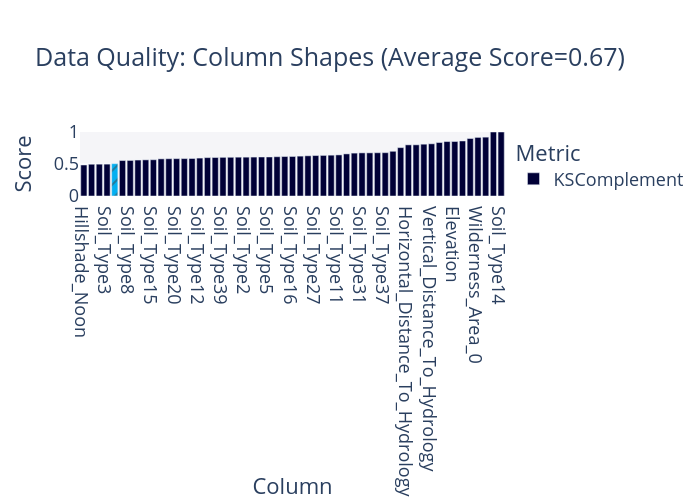 Data Quality: Column Shapes (Average Score=0.67)
Score
1
0.5
0
Metric
KSComplement
Hillshade_Noon
Soil_Type3
Soil_Type8
Soil_Type15
Soil_Type20
Soil_Type12
Soil_Type39
Soil_Type2
Soil_Type5
Soil_Type16
Soil_Type27
Soil_Type11
Soil_Type31
Soil_Type37
Horizontal_Distance_To_Hydrology
Vertical_Distance_To_Hydrology
Elevation
Wilderness_Area_0
Soil_Type14
Column